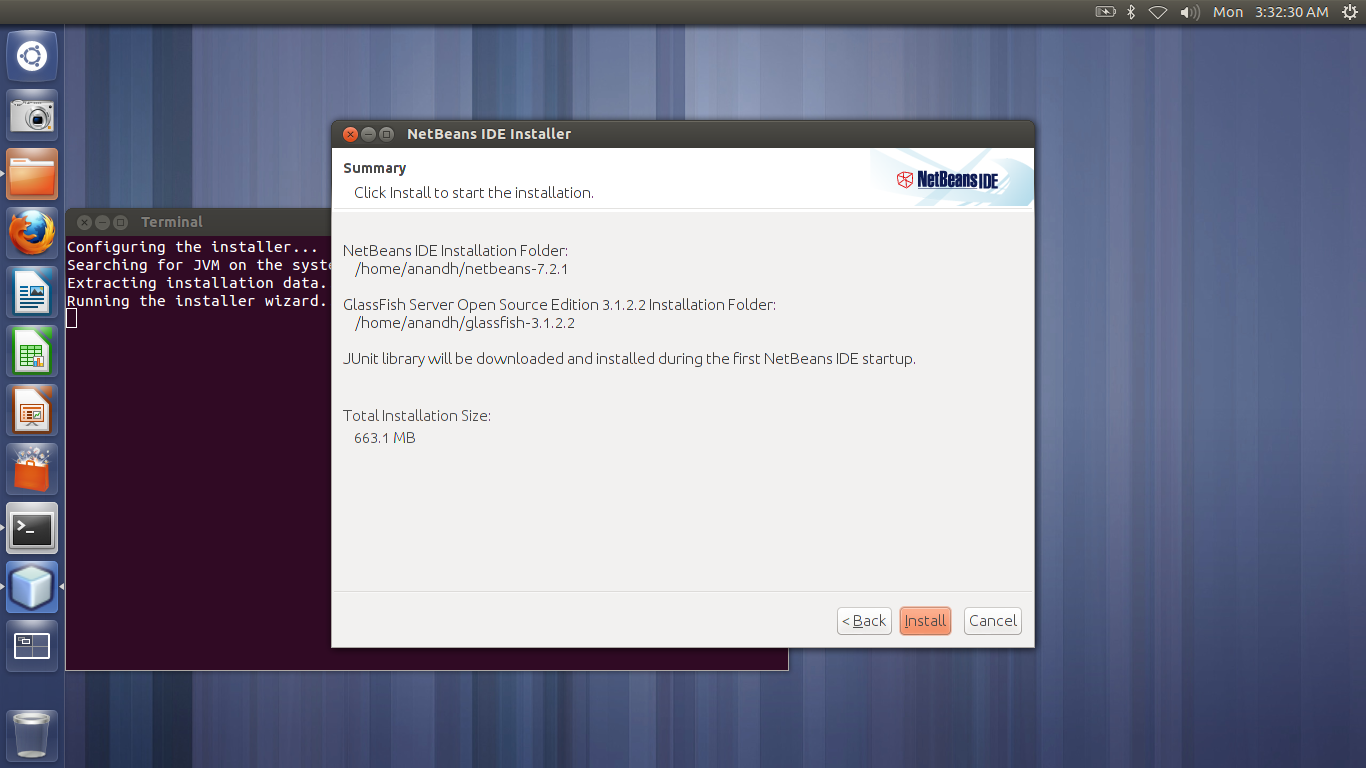 Mon 3:32:30 AM
NetBeans IDE Installer
Summary
Click Install to start the installation.
NetBeans IDE
NetBeans IDE Installation Folder:
/home/anandh/netbeans-7.2.1
GlassFish Server Open Source Edition 3.1.2.2 Installation Folder:
/home/anandh/glassfish-3.1.2.2
JUnit library will be downloaded and installed during the first NetBeans IDE startup.
Total Installation Size:
663.1 MB
< Back
Install
Cancel
Terminal
Configuring the installer...
Searching for JVM on the syst
Extracting installation data.
Running the installer wizard.